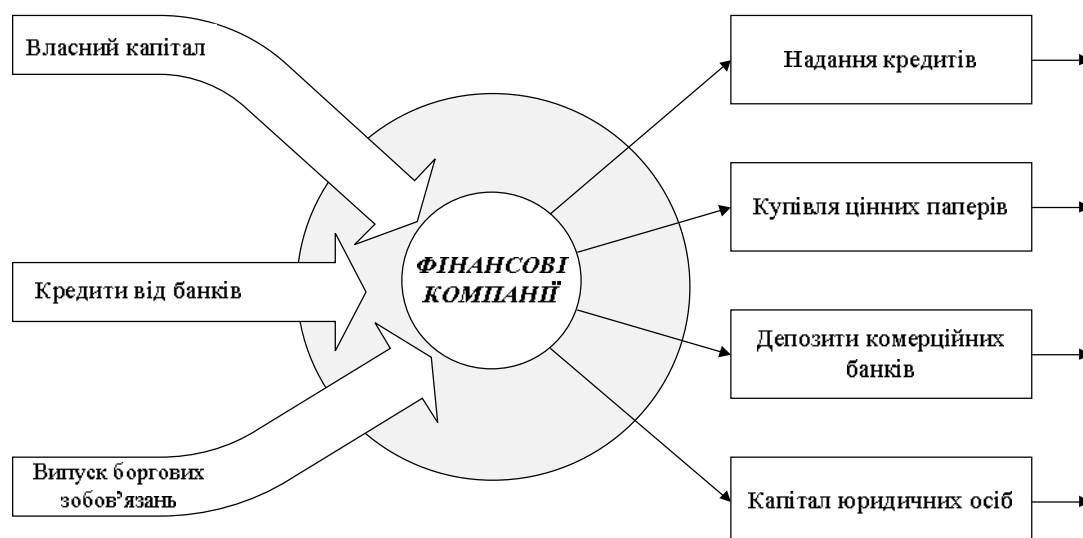 Власний капітал
Кредити від банків
Випуск боргових
зобов’язань
ФІНАНСОВІ
КОМПАНІЇ
Надання кредитів
Купівля цінних паперів
Депозити комерційних
банків
Капітал юридичних осіб